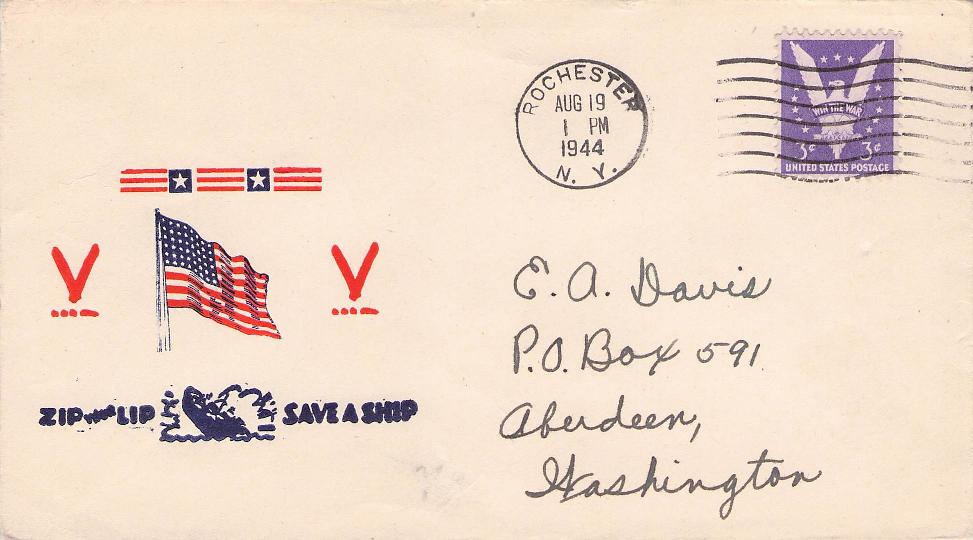 ROCHESTER
AUG 19
1 PM
1944
N. Y.
WIN THE WAR
3¢ 3¢
UNITED STATES POSTAGE
V V
ZIP your LIP SAVE A SHIP
E. A. Davis
P.O. Box 591
Aberdeen,
Washington